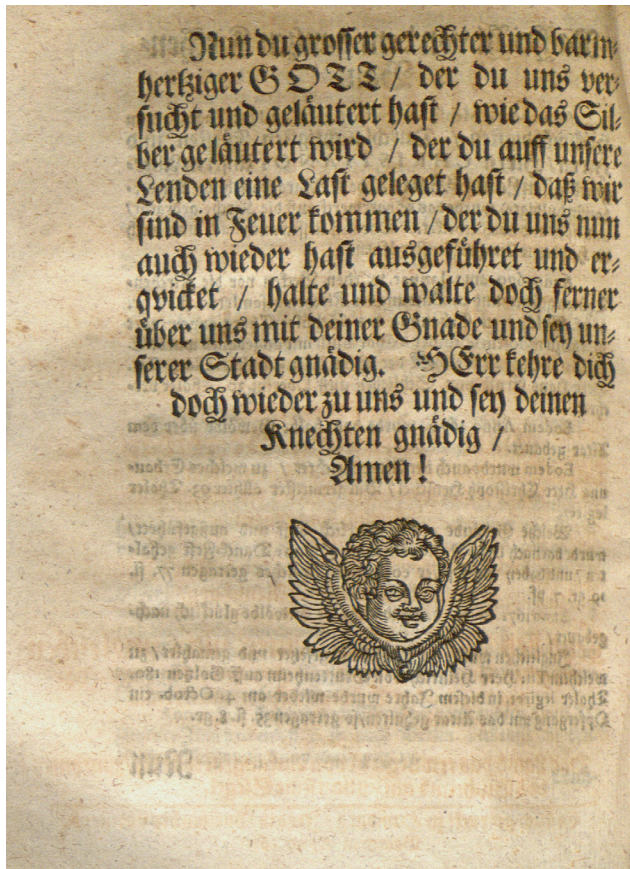 Nun du grosser gerechter und barm-
hertziger GOTT / der du uns ver-
sucht und geläutert hast / wie das Sil-
ber geläutert wird / der du auff unsere
Lenden eine Last geleget hast / daß wir
sind in Feuer kommen / der du uns nun
auch wieder hast ausgeführet und er-
qvicket / halte und walte doch ferner
über uns mit deiner Gnade und sey un-
serer Stadt gnädig. HErr kehre dich
doch wieder zu uns und sey deinen
Knechten gnädig /
Amen!